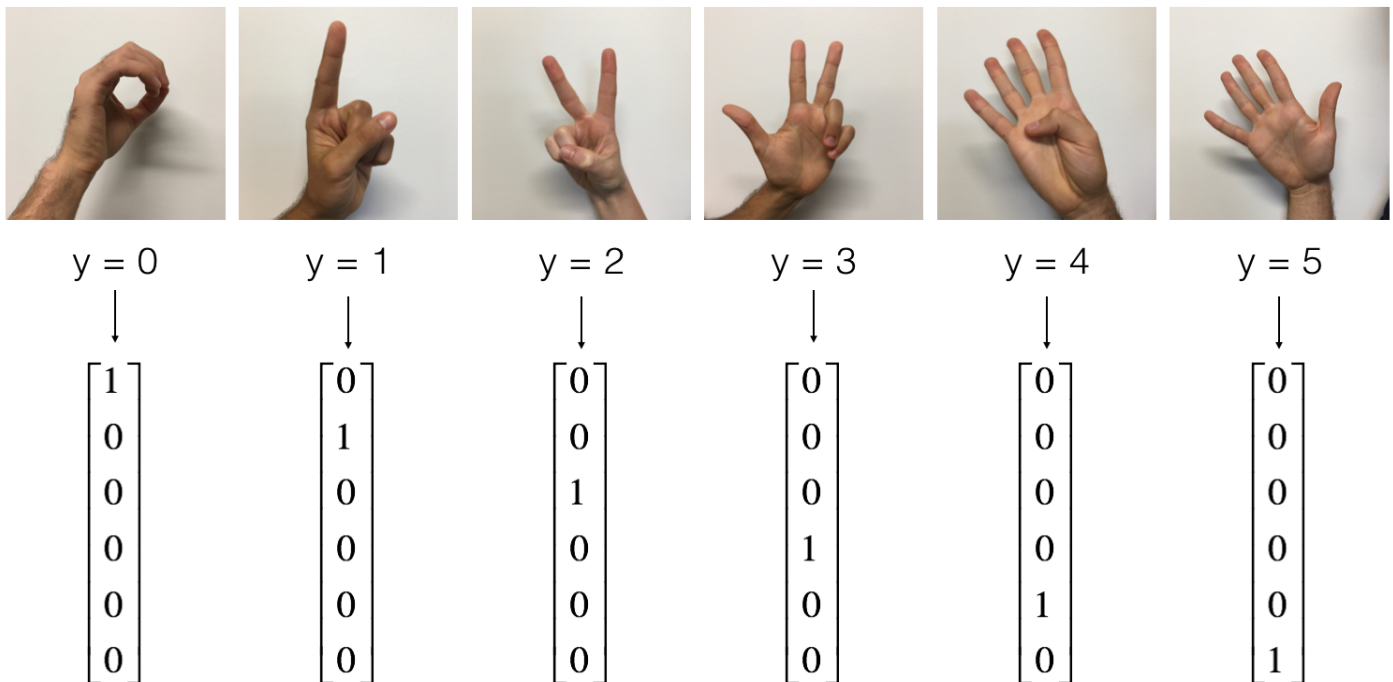 y = 0 y = 1 y = 2 y = 3 y = 4 y = 5
1 0 0 0 0 0
0 1 0 0 0 0
0 0 1 0 0 0
0 0 0 1 0 0
0 0 0 0 1 0
0 0 0 0 0 1